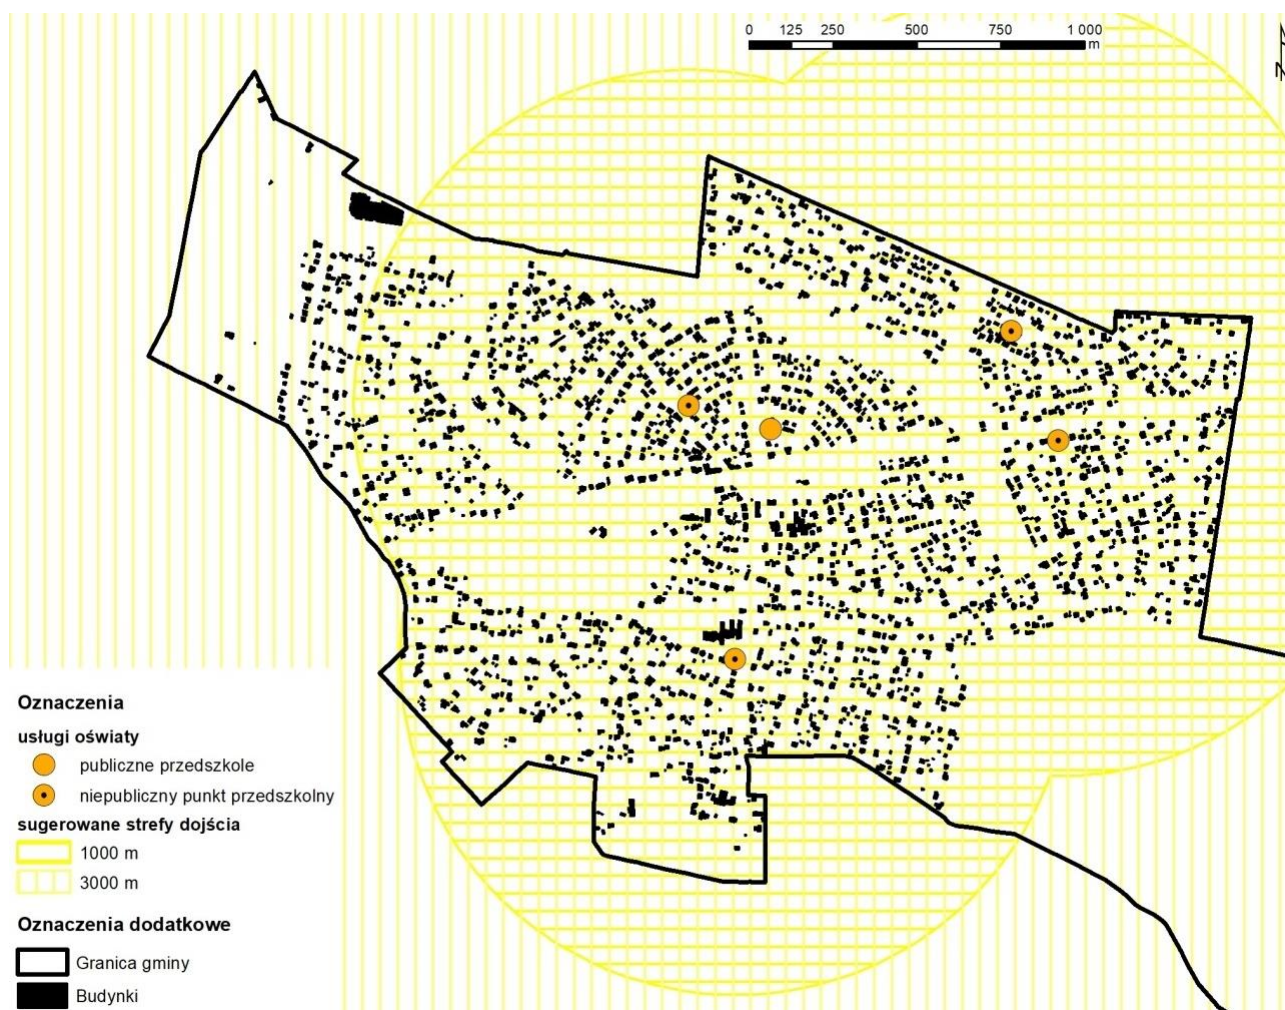 0 125 250 500 750 1 000
m
N
Oznaczenia
usługi oświaty
publiczne przedszkole
niepubliczny punkt przedszkolny
sugerowane strefy dojścia
1000 m
3000 m
Oznaczenia dodatkowe
Granica gminy
Budynki